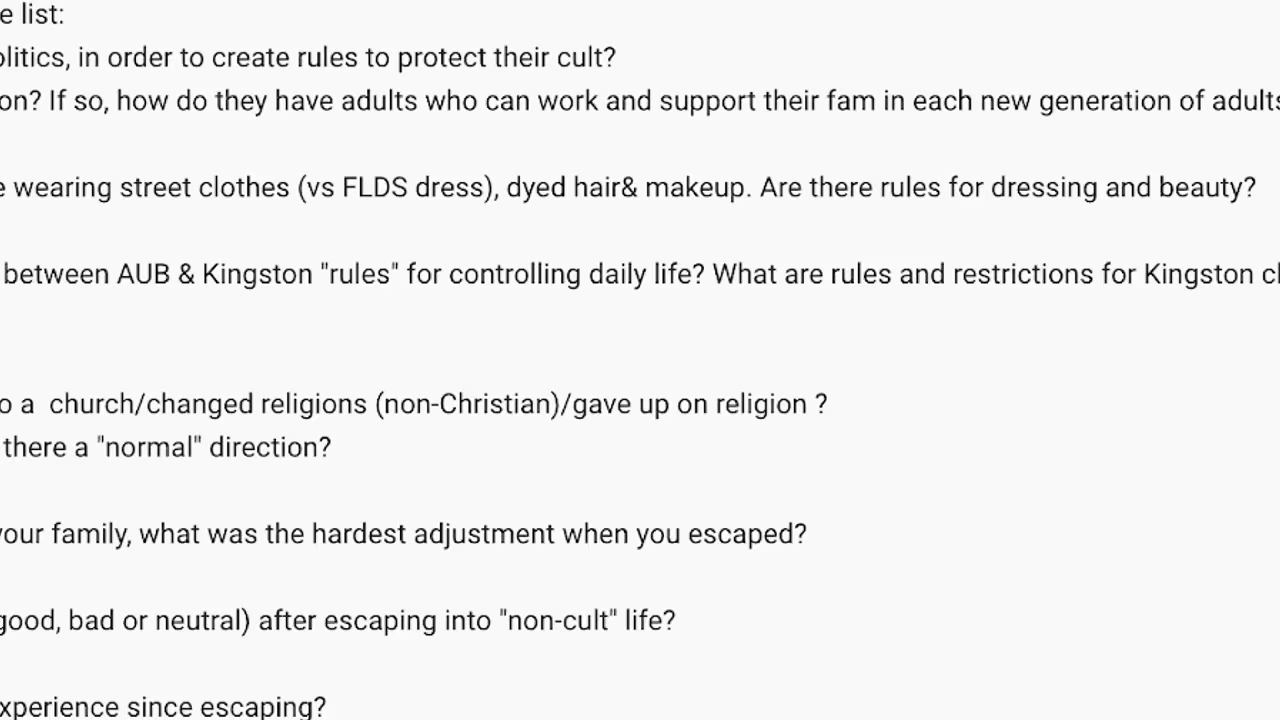 e list:
olitics, in order to create rules to protect their cult?
on? If so, how do they have adults who can work and support their fam in each new generation of adults
e wearing street clothes (vs FLDS dress), dyed hair& makeup. Are there rules for dressing and beauty?
between AUB & Kingston "rules" for controlling daily life? What are rules and restrictions for Kingston cl
o a  church/changed religions (non-Christian)/gave up on religion ?
there a "normal" direction?
your family, what was the hardest adjustment when you escaped?
good, bad or neutral) after escaping into "non-cult" life?
xperience since escaping?